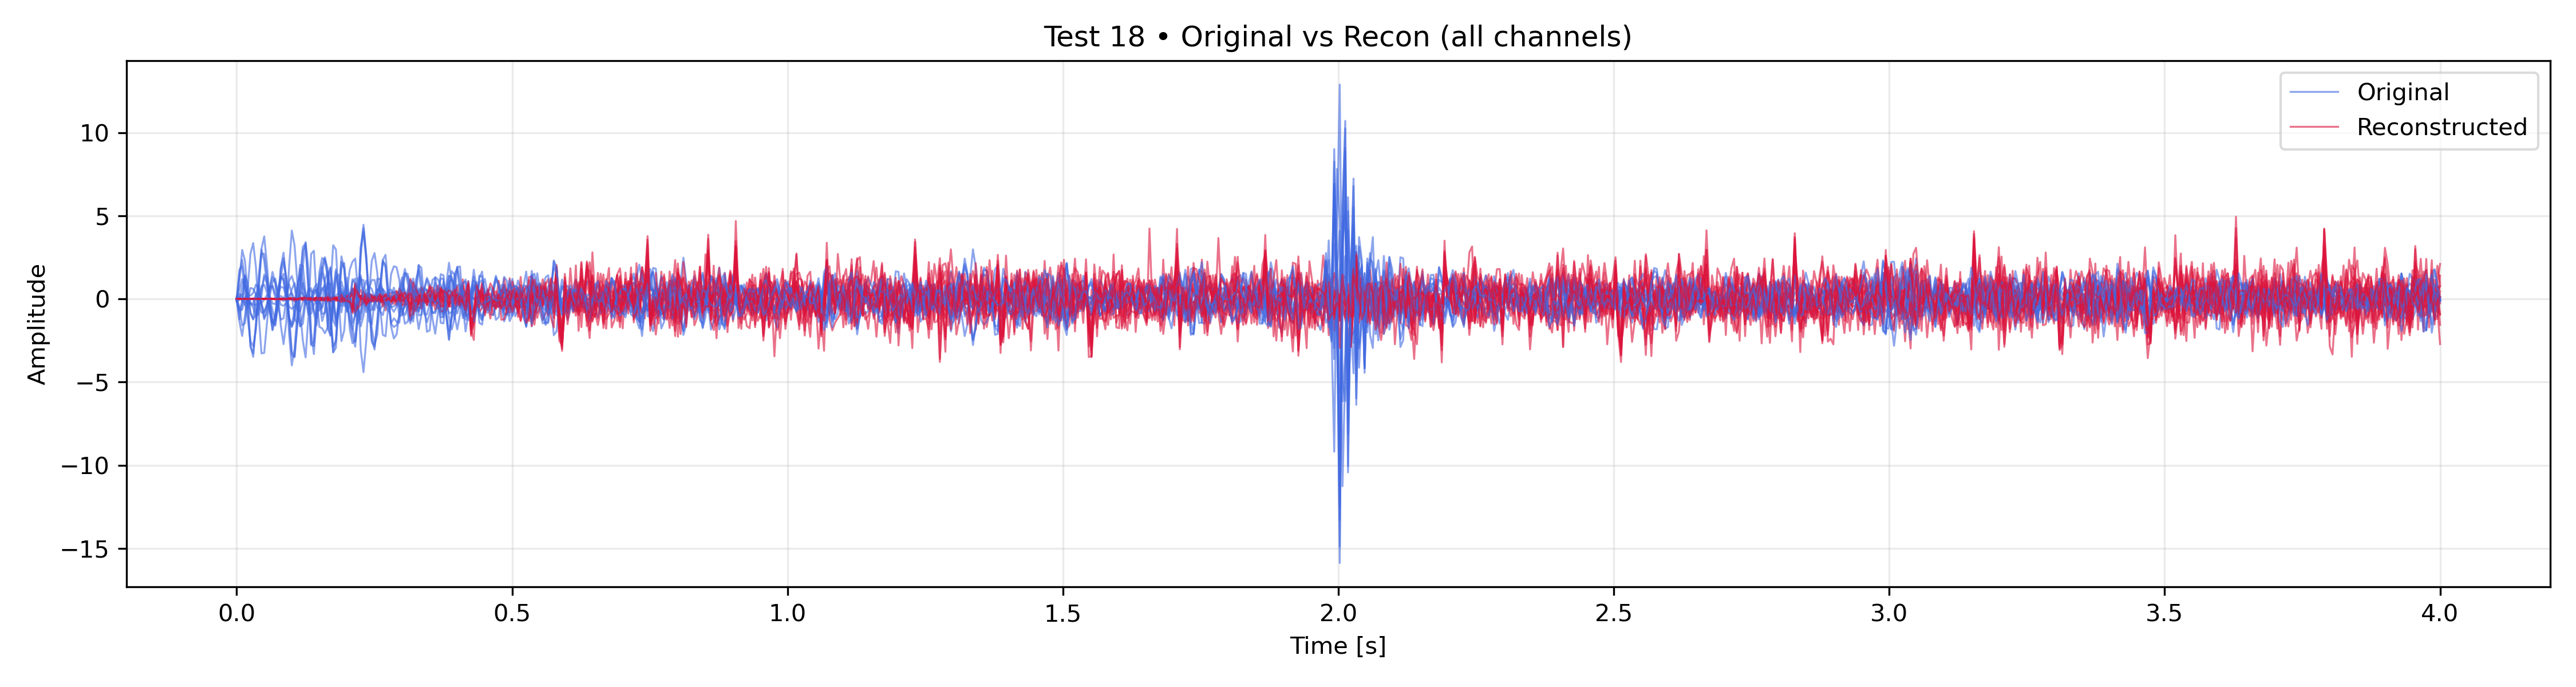 Test 18 • Original vs Recon (all channels)
Original
Reconstructed
Amplitude
10
5
0
−5
−10
−15
0.0 0.5 1.0 1.5 2.0 2.5 3.0 3.5 4.0
Time [s]